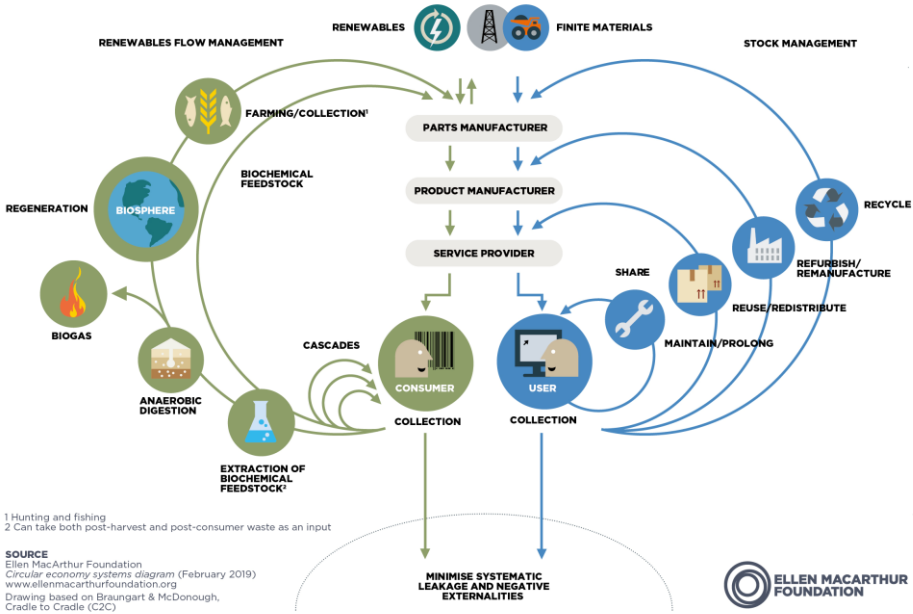 RENEWABLES
FINITE MATERIALS
RENEWABLES FLOW MANAGEMENT
STOCK MANAGEMENT
FARMING/COLLECTION¹
PARTS MANUFACTURER
BIOCHEMICAL
FEEDSTOCK
PRODUCT MANUFACTURER
REGENERATION
BIOSPHERE
RECYCLE
SERVICE PROVIDER
SHARE
REFURBISH/
REMANUFACTURE
REUSE/REDISTRIBUTE
BIOGAS
CASCADES
MAINTAIN/PROLONG
CONSUMER
USER
ANAEROBIC
DIGESTION
COLLECTION
COLLECTION
EXTRACTION OF
BIOCHEMICAL
FEEDSTOCK²
1 Hunting and fishing
2 Can take both post-harvest and post-consumer waste as an input
SOURCE
Ellen MacArthur Foundation
Circular economy systems diagram (February 2019)
www.ellenmacarthurfoundation.org
Drawing based on Braungart & McDonough,
Cradle to Cradle (C2C)
MINIMISE SYSTEMATIC
LEAKAGE AND NEGATIVE
EXTERNALITIES
ELLEN MACARTHUR
FOUNDATION